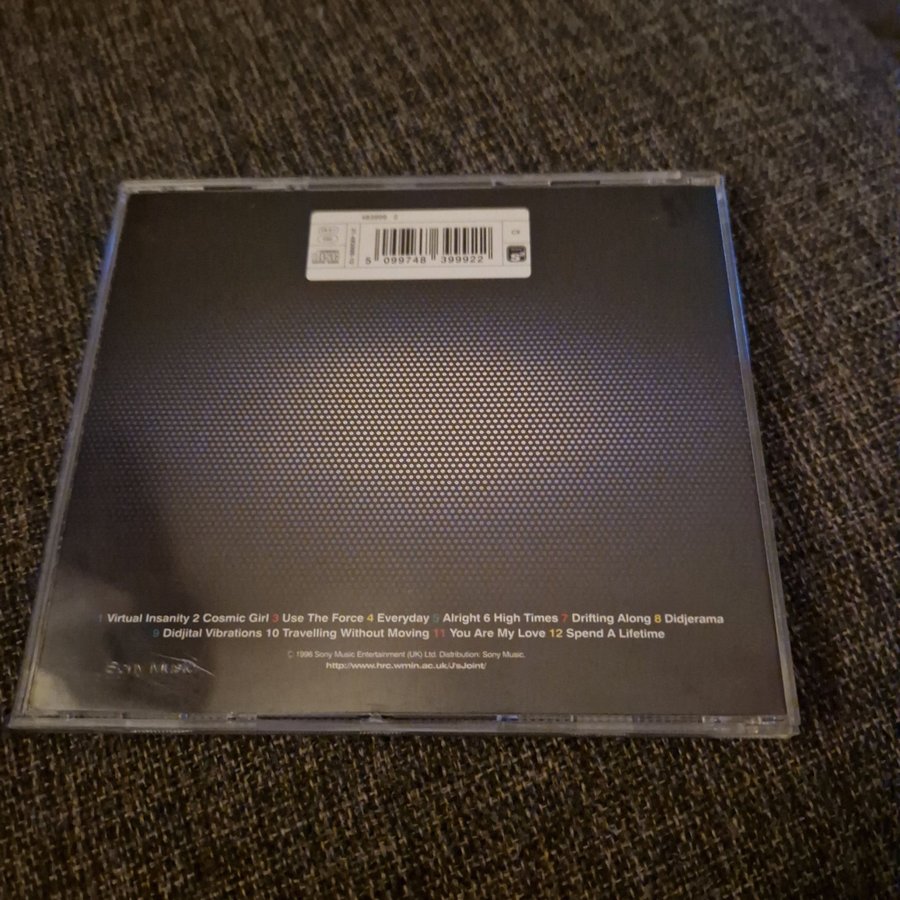 483999 2
CB
5 099748 399922
1 Virtual Insanity 2 Cosmic Girl 3 Use The Force 4 Everyday 5 Alright 6 High Times 7 Drifting Along 8 Didjerama
9 Didjital Vibrations 10 Travelling Without Moving 11 You Are My Love 12 Spend A Lifetime
© 1996 Sony Music Entertainment (UK) Ltd. Distribution: Sony Music.
http://www.hrc.wmin.ac.uk/J'sJoint/
Sony Music